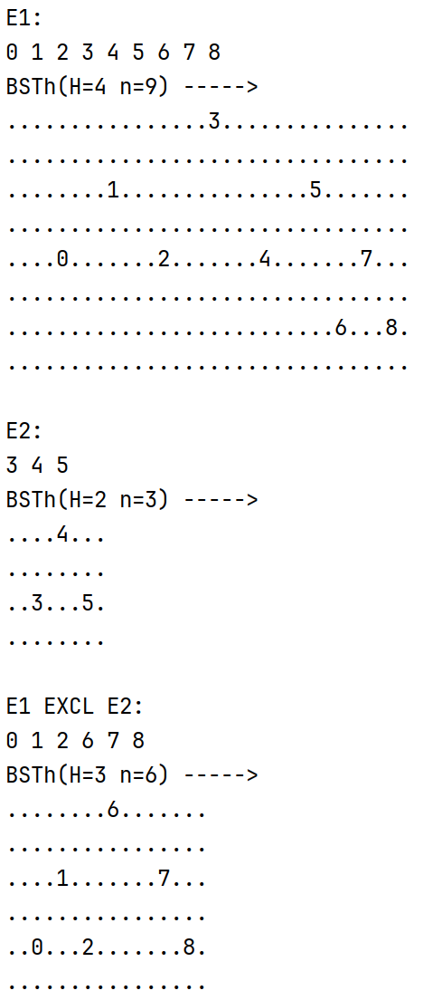 E1:
0 1 2 3 4 5 6 7 8
BSTh(H=4 n=9) ----->
................3...............
................................
........1...............5.......
................................
....0.......2.......4.......7...
................................
..........................6...8.
................................
E2:
3 4 5
BSTh(H=2 n=3) ----->
....4...
........
..3...5.
........
E1 EXCL E2:
0 1 2 6 7 8
BSTh(H=3 n=6) ----->
........6.......
................
....1.......7...
................
..0...2.......8.
................